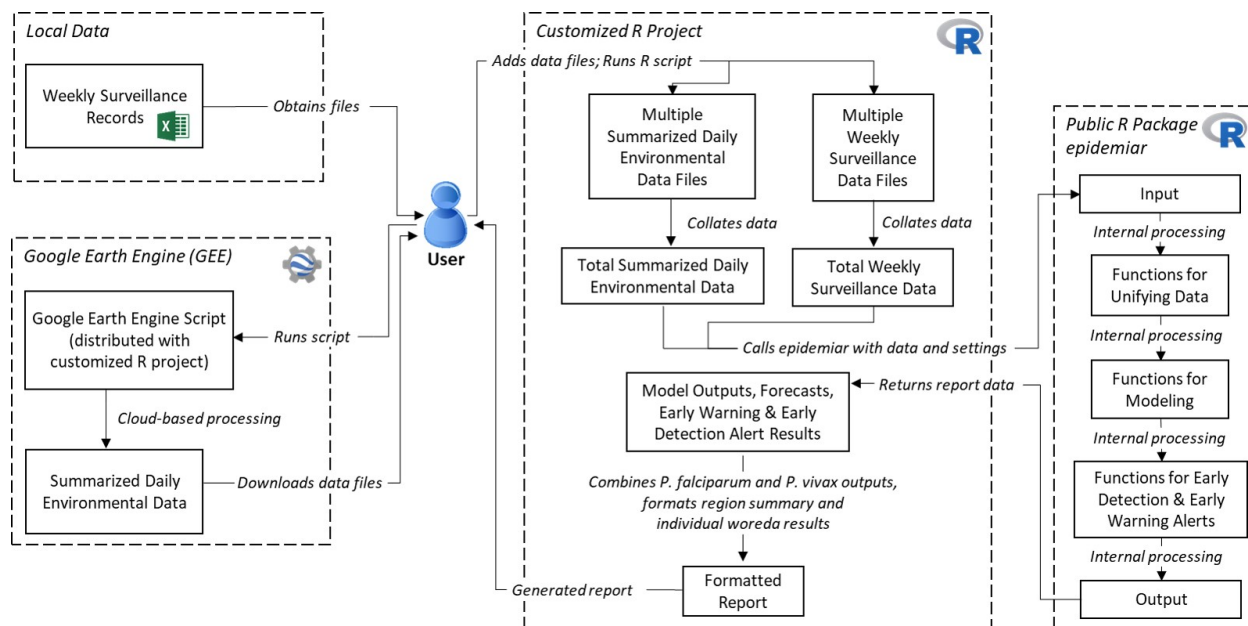 Local Data
Weekly Surveillance
Records
X
Obtains files
Google Earth Engine (GEE)
Google Earth Engine Script
(distributed with
customized R project)
Runs script
Cloud-based processing
Summarized Daily
Environmental Data
Downloads data files
User
Customized R Project
R
Adds data files; Runs R script
Multiple
Summarized Daily
Environmental
Data Files
Multiple
Weekly
Surveillance
Data Files
Collates data
Collates data
Total Summarized Daily
Environmental Data
Total Weekly
Surveillance Data
Calls epidemiar with data and settings
Model Outputs, Forecasts,
Early Warning & Early
Detection Alert Results
Returns report data
Combines P. falciparum and P. vivax outputs,
formats region summary and
individual woreda results
Formatted
Report
Generated report
Public R Package
epidemiar
R
Input
Internal processing
Functions for
Unifying Data
Internal processing
Functions for
Modeling
Internal processing
Functions for Early
Detection & Early
Warning Alerts
Internal processing
Output